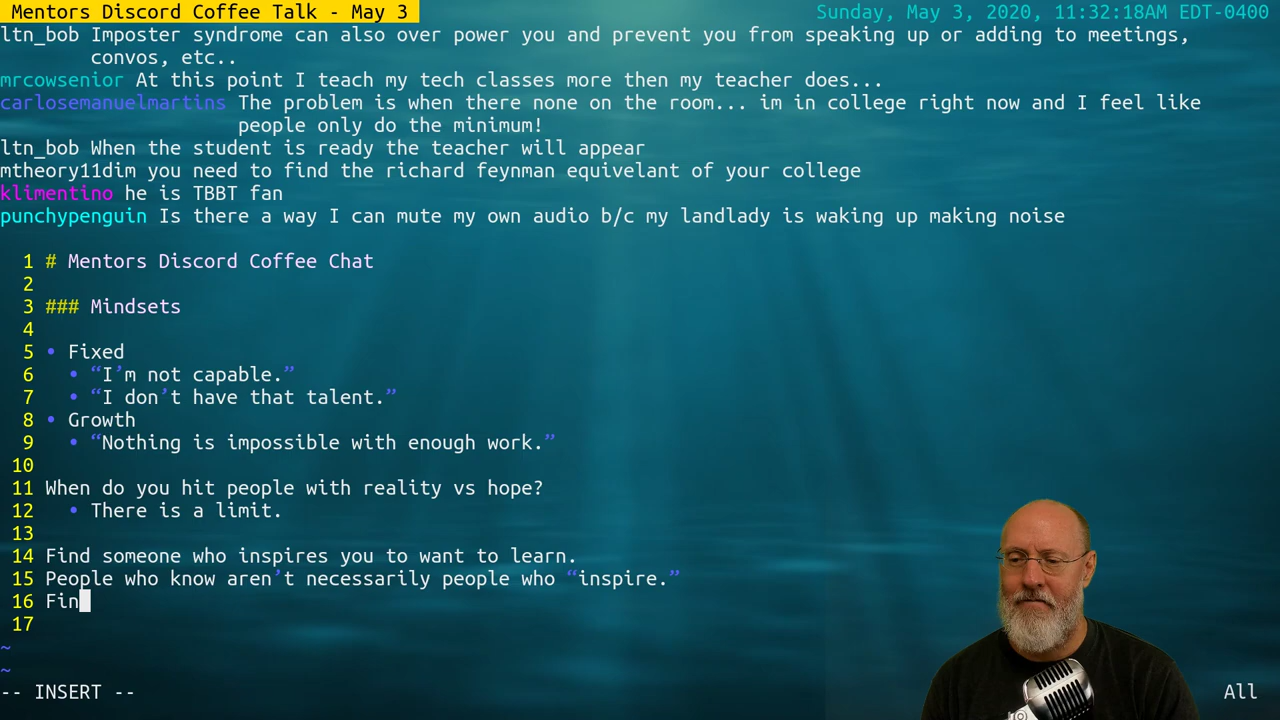 Mentors Discord Coffee Talk - May 3
Sunday, May 3, 2020, 11:32:18AM EDT-0400
ltn_bob Imposter syndrome can also over power you and prevent you from speaking up or adding to meetings,
convos, etc..
mrcowsenior At this point I teach my tech classes more then my teacher does...
carlosemanuelmartins The problem is when there none on the room... im in college right now and I feel like
people only do the minimum!
ltn_bob When the student is ready the teacher will appear
mtheory11dim you need to find the richard feynman equivelant of your college
klimentino he is TBBT fan
punchypenguin Is there a way I can mute my own audio b/c my landlady is waking up making noise
1 # Mentors Discord Coffee Chat
2
3 ### Mindsets
4
5 • Fixed
6 • “I’m not capable.”
7 • “I don’t have that talent.”
8 • Growth
9 • “Nothing is impossible with enough work.”
10
11 When do you hit people with reality vs hope?
12 • There is a limit.
13
14 Find someone who inspires you to want to learn.
15 People who know aren’t necessarily people who “inspire.”
16 Fin
17
~
~
-- INSERT --
All